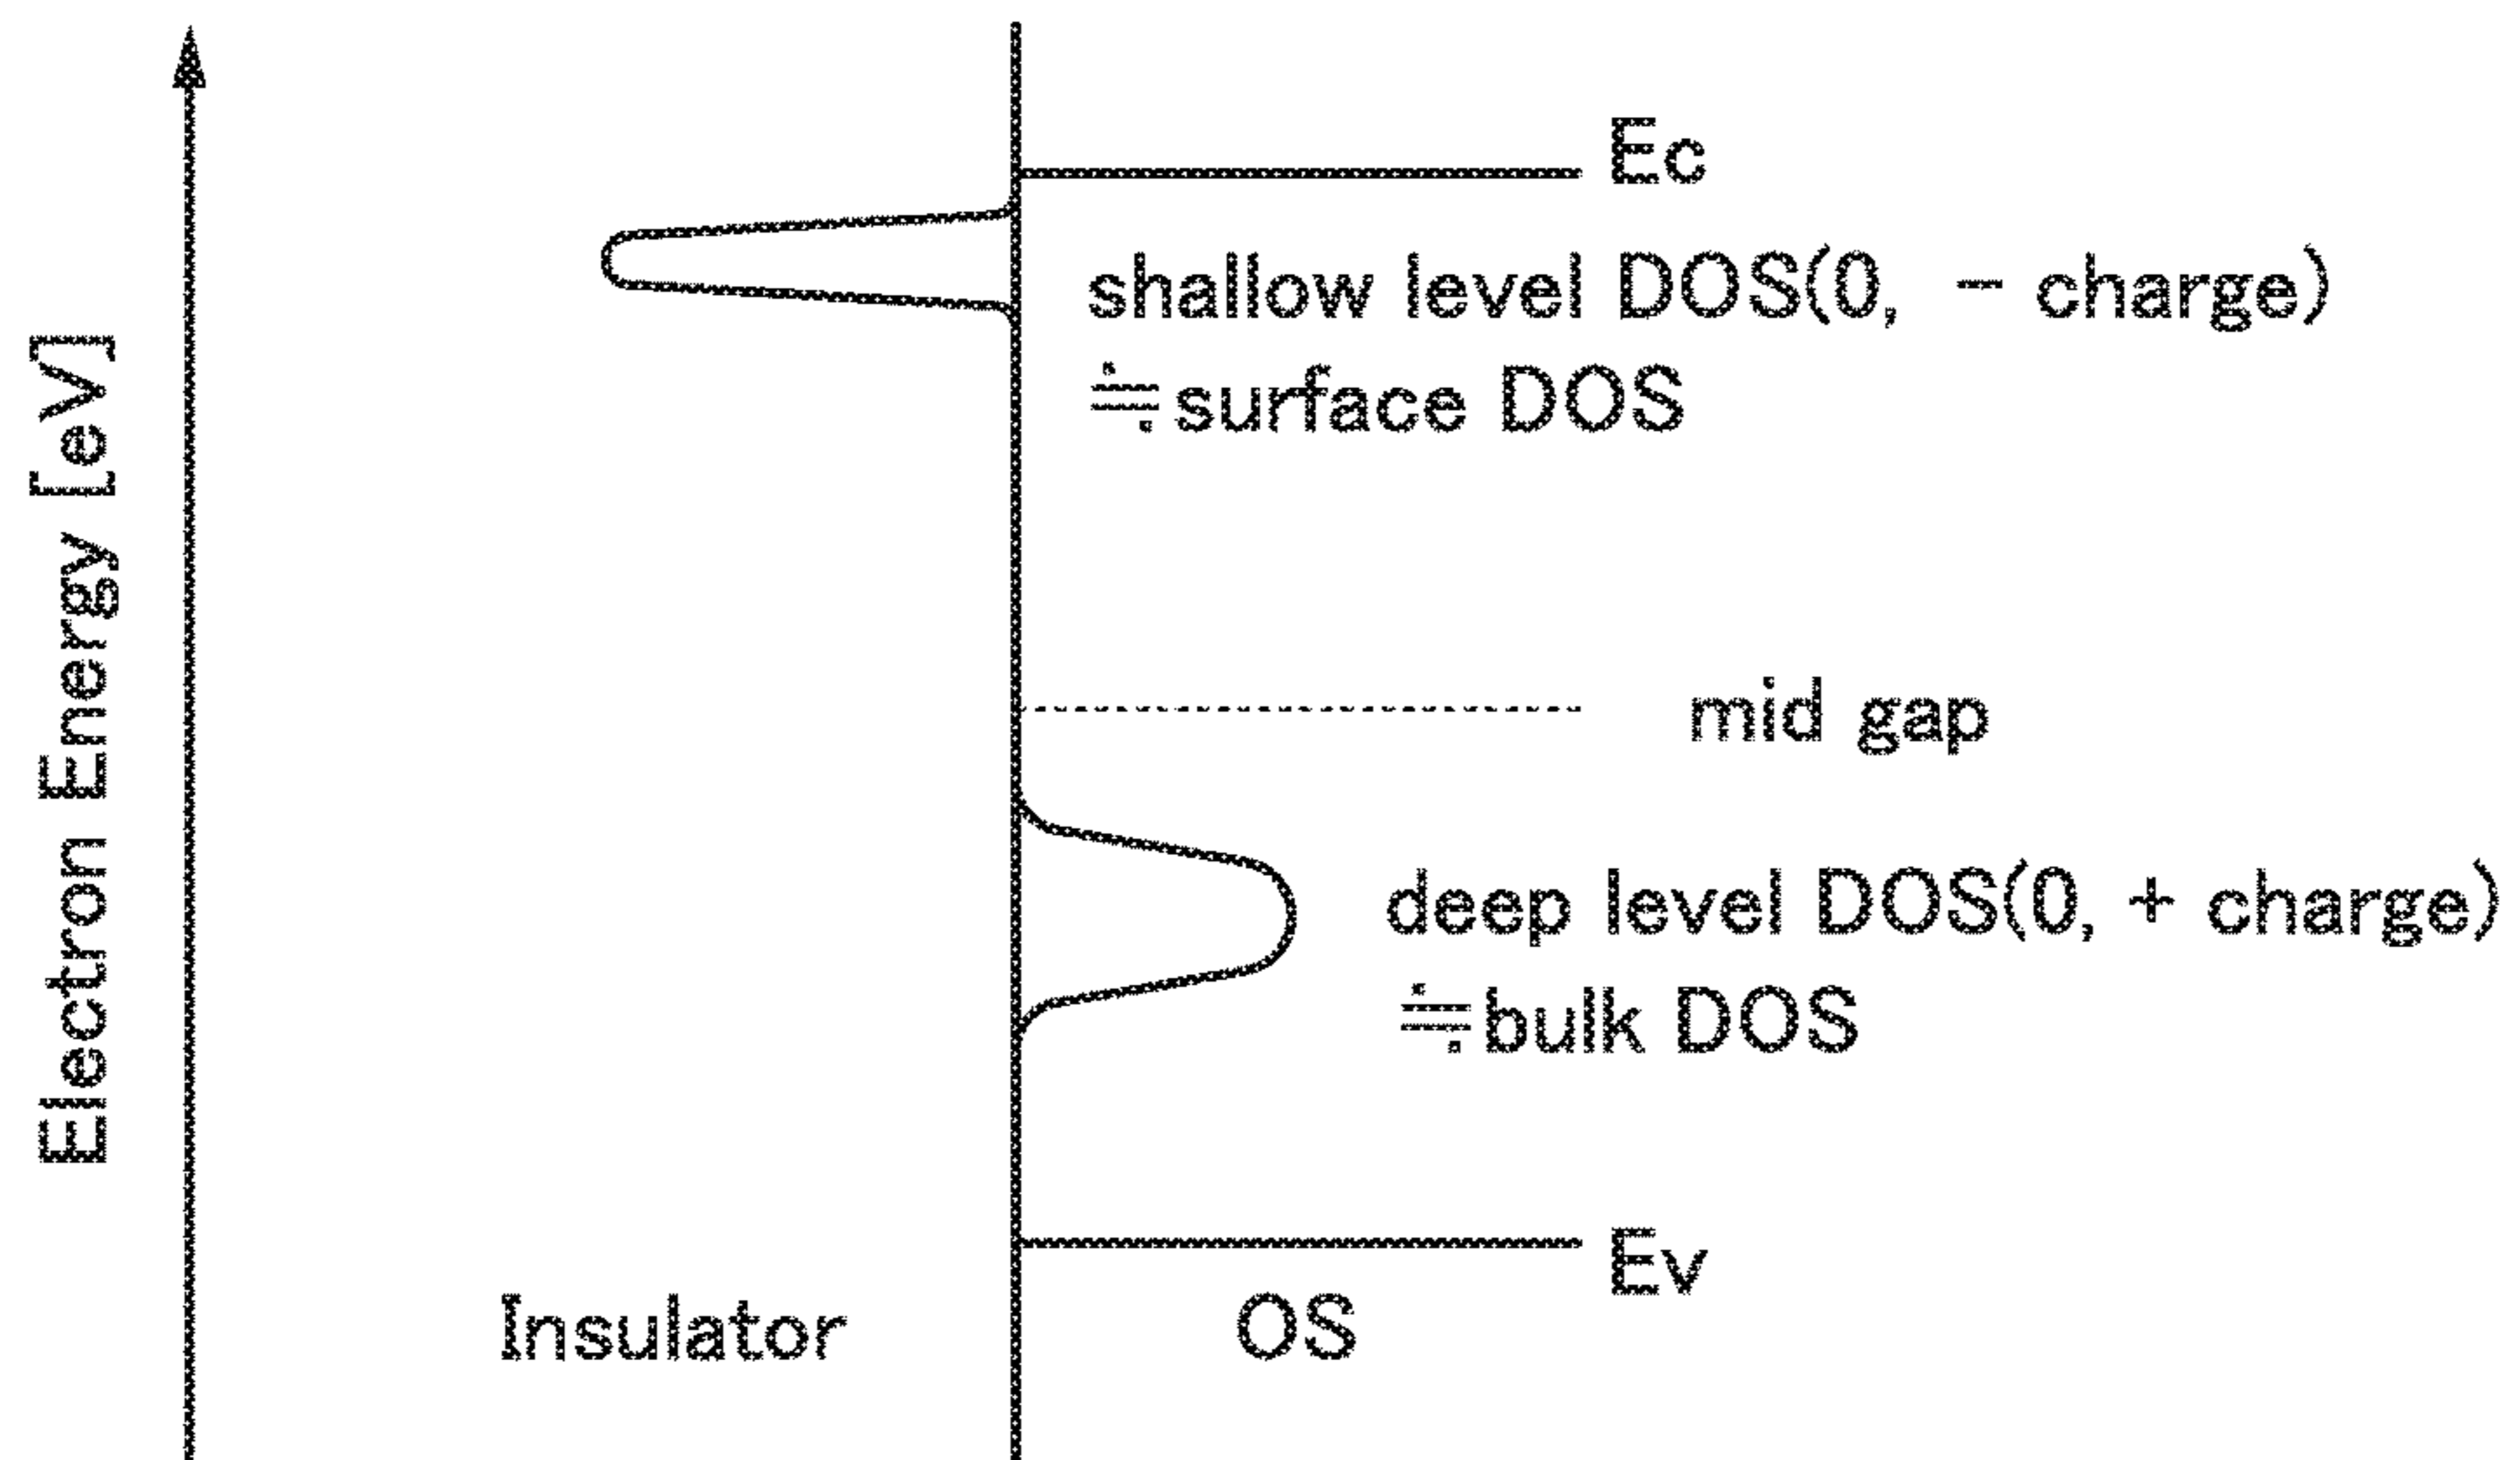 Electron Energy [eV]
Ec
shallow level DOS(0, − charge)
≒surface DOS
mid gap
deep level DOS(0, + charge)
≒bulk DOS
Ev
Insulator
OS